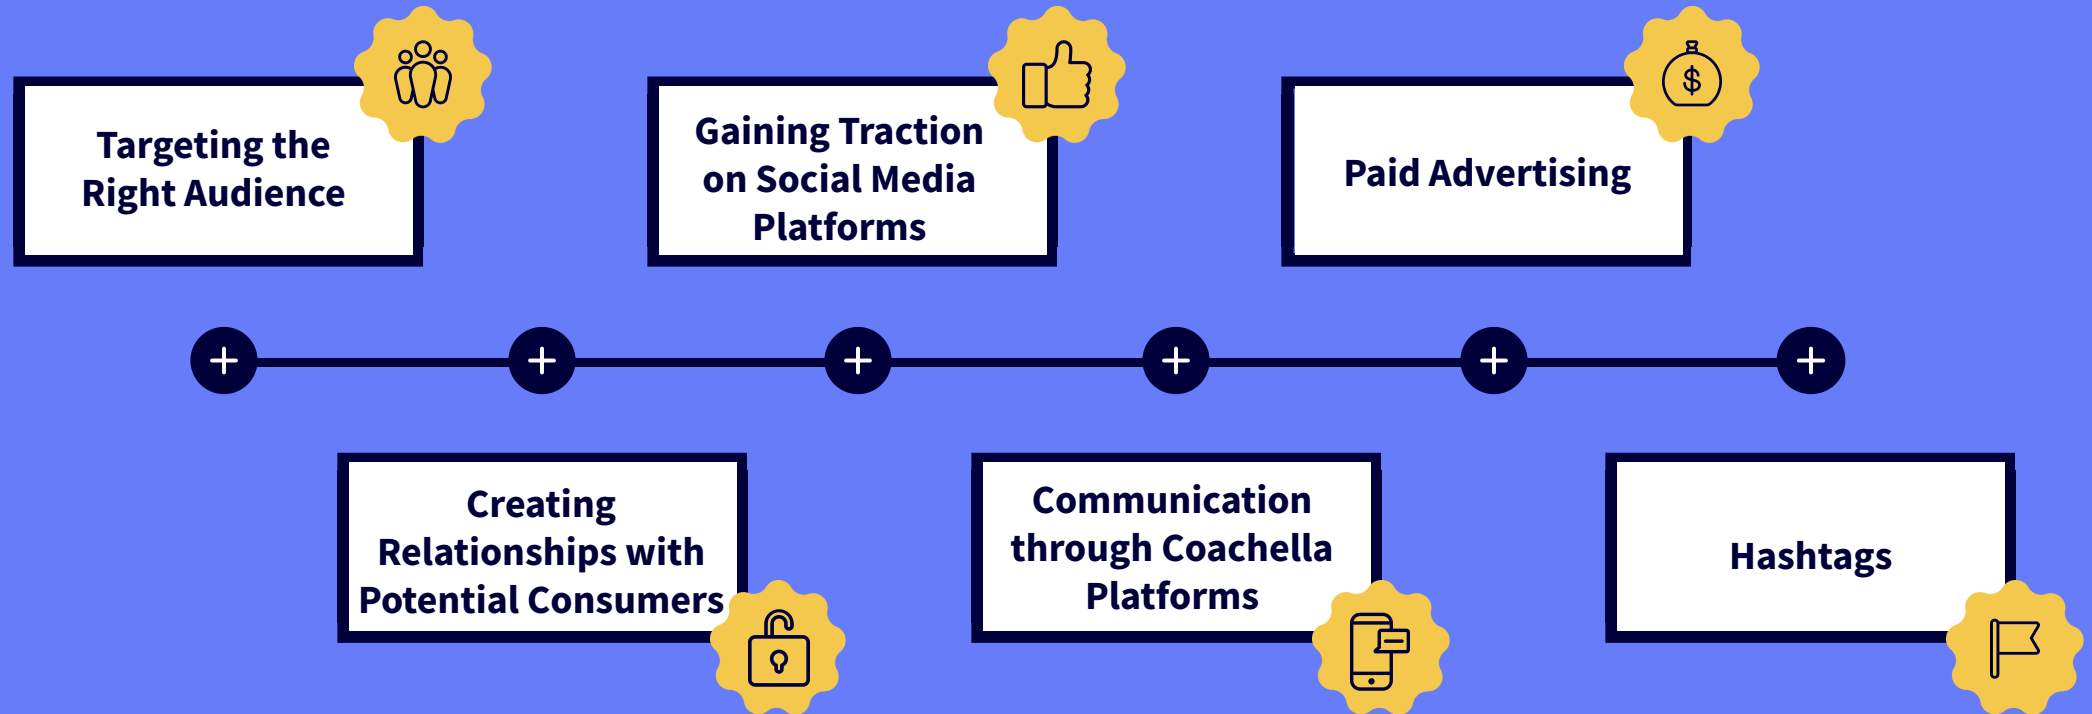 Targeting the
Right Audience
Creating
Relationships with
Potential Consumers
Gaining Traction
on Social Media
Platforms
Communication
through Coachella
Platforms
Paid Advertising
Hashtags